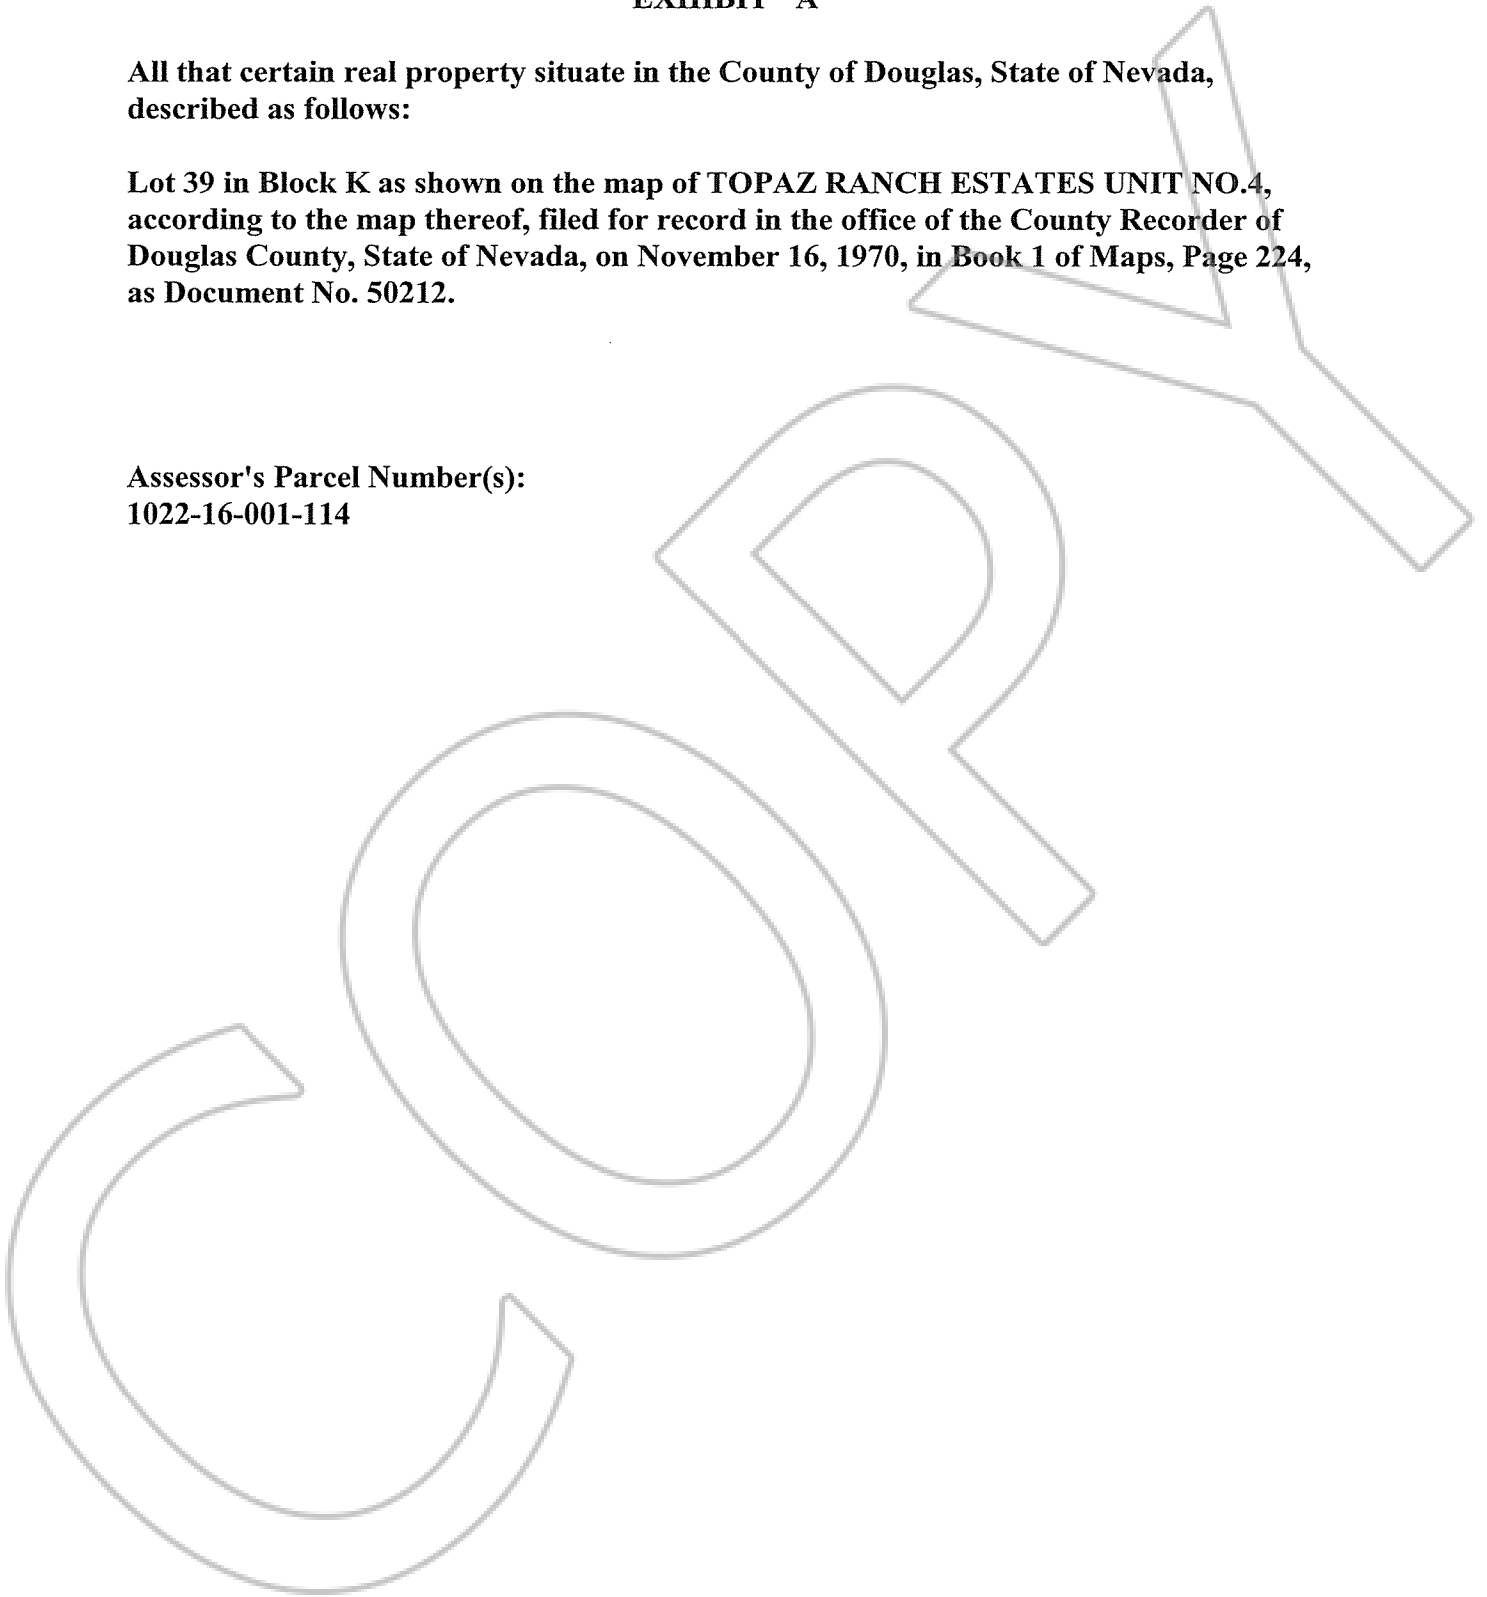 EXHIBIT "A"
All that certain real property situate in the County of Douglas, State of Nevada,
described as follows:
Lot 39 in Block K as shown on the map of TOPAZ RANCH ESTATES UNIT NO.4,
according to the map thereof, filed for record in the office of the County Recorder of
Douglas County, State of Nevada, on November 16, 1970, in Book 1 of Maps, Page 224,
as Document No. 50212.
Assessor's Parcel Number(s):
1022-16-001-114
COPY